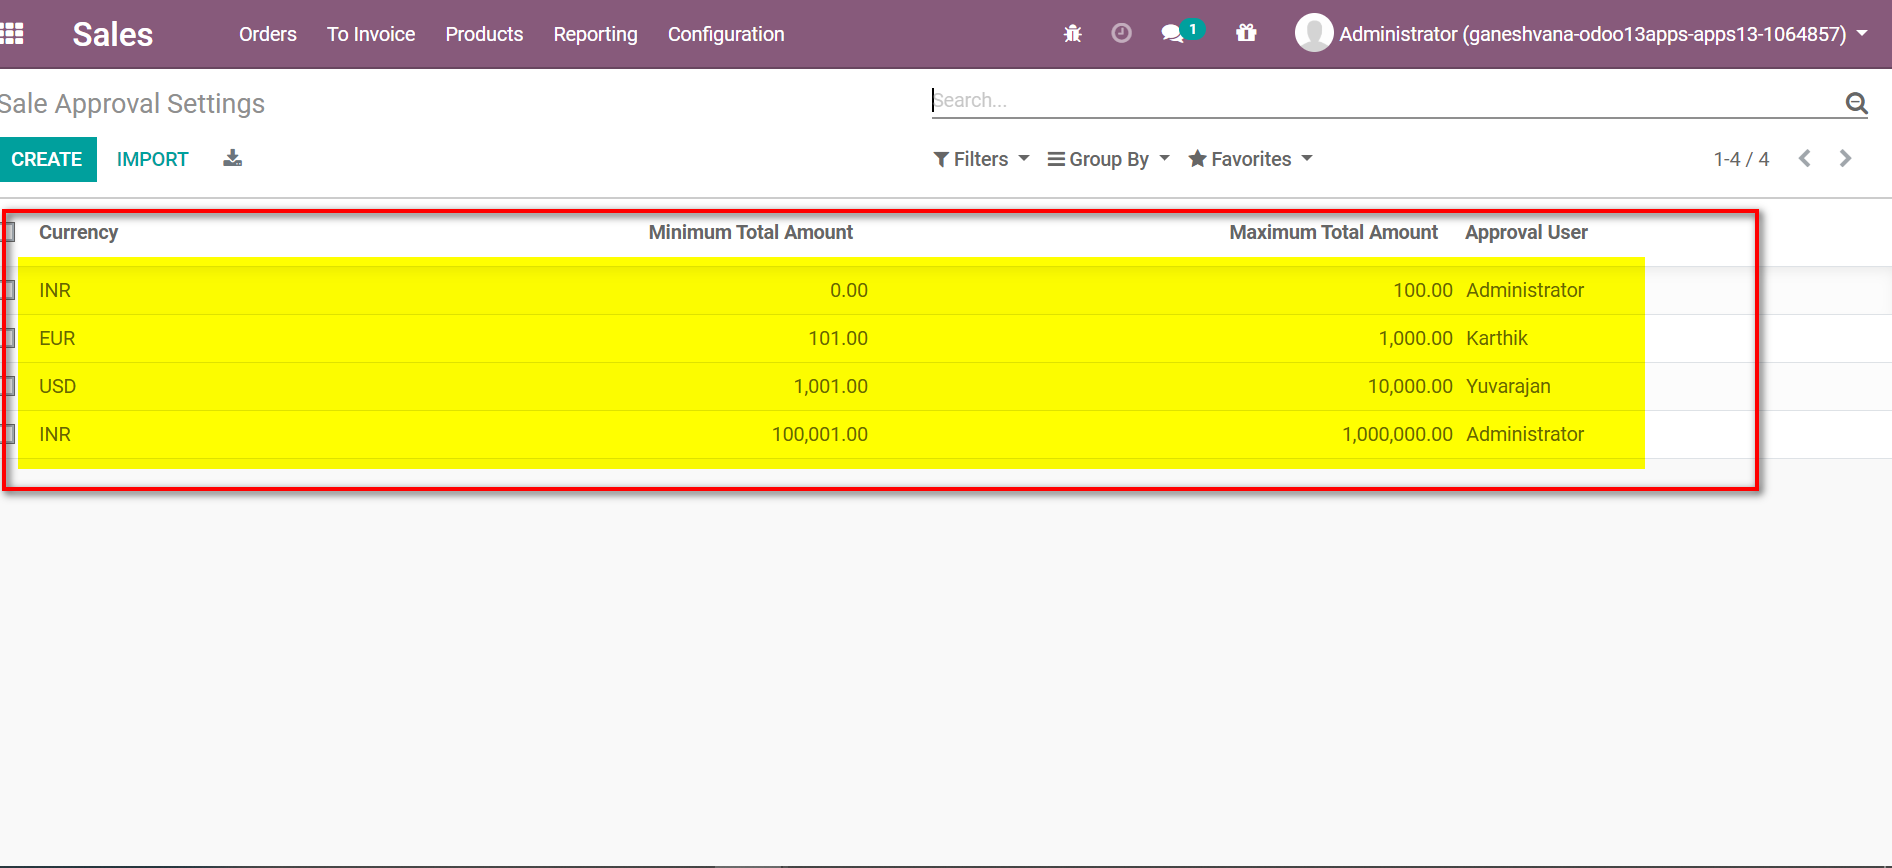 Sales Orders To Invoice Products Reporting Configuration 1 Administrator (ganeshvana-odoo13apps-apps13-1064857)
Sale Approval Settings Search...
CREATE IMPORT Filters Group By Favorites 1-4 / 4
Currency Minimum Total Amount Maximum Total Amount Approval User
INR 0.00 100.00 Administrator
EUR 101.00 1,000.00 Karthik
USD 1,001.00 10,000.00 Yuvarajan
INR 100,001.00 1,000,000.00 Administrator